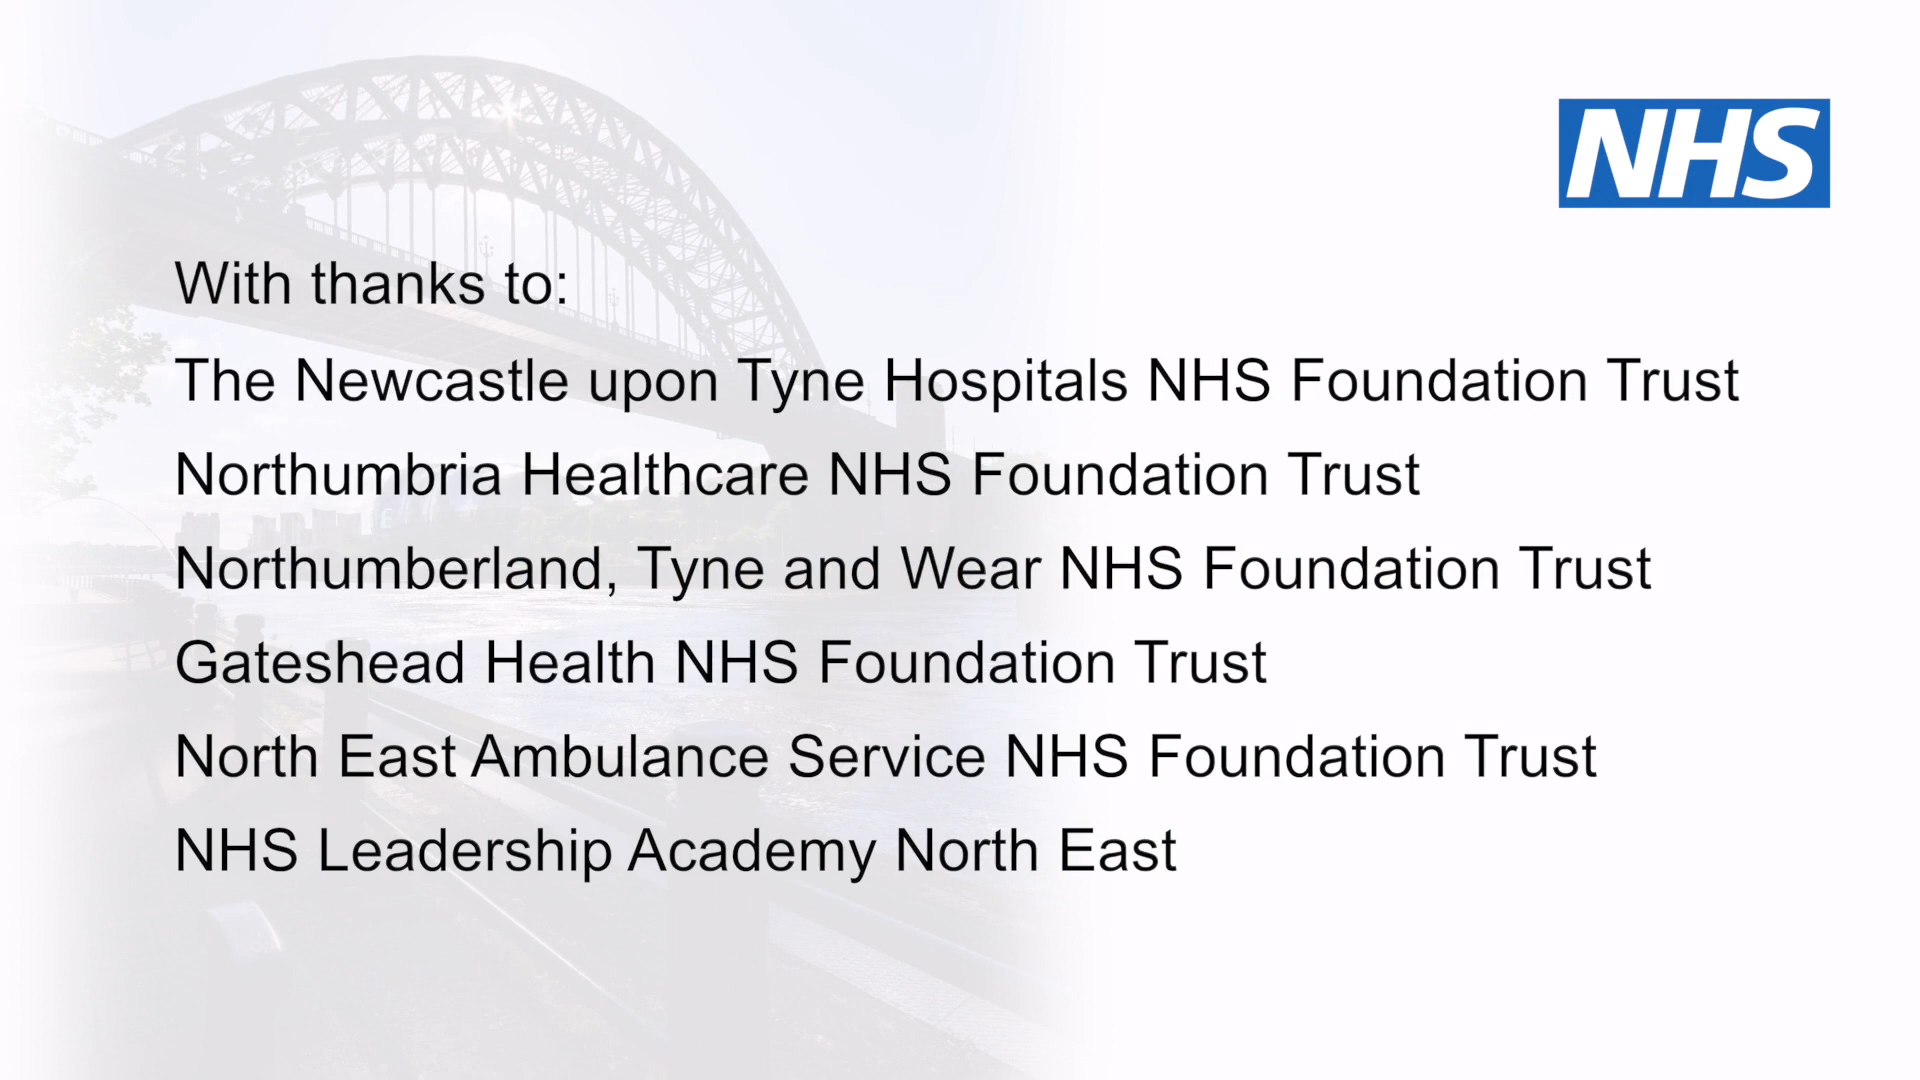 NHS
With thanks to:
The Newcastle upon Tyne Hospitals NHS Foundation Trust
Northumbria Healthcare NHS Foundation Trust
Northumberland, Tyne and Wear NHS Foundation Trust
Gateshead Health NHS Foundation Trust
North East Ambulance Service NHS Foundation Trust
NHS Leadership Academy North East